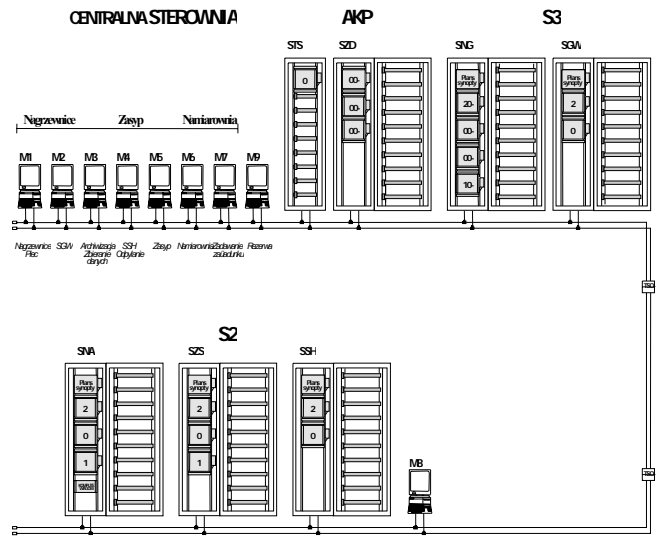 CENTRALNA STEROWNIA
AKP
S3
STS
SZD
SNG
SGW
Nagrzewnice
Zasyp
Namiarownia
M1
M2
M3
M4
M5
M6
M7
M9
0
00-
00-
00-
Plans
synopty
20-
00-
00-
10-
Plans
synopty
2
0
Nagrzewnice
Piec
SGW
Archiwizacja
Zbieranie
danych
SSH
Odpylanie
Zasyp
Namiarownia
Zadawanie
załadunku
Rezerwa
S2
SNA
SZS
SSH
Plans
synopty
2
0
1
Plans
synopty
2
0
1
Plans
synopty
2
0
M8